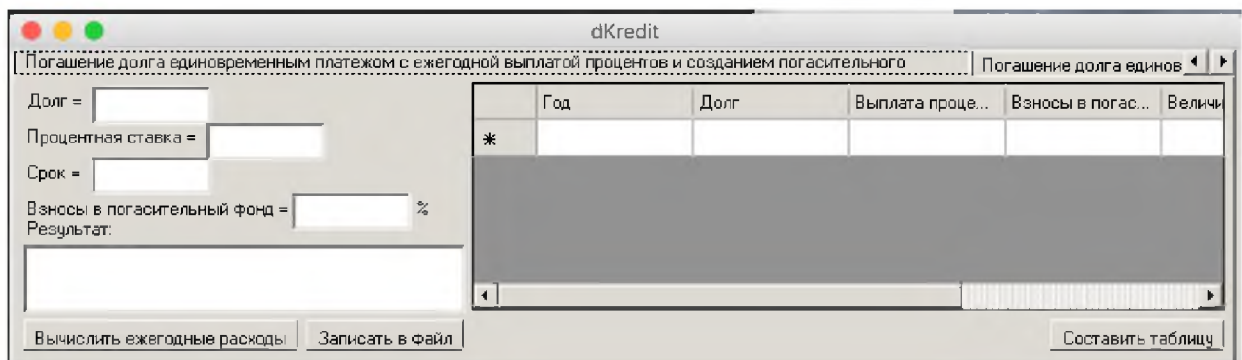 dKredit
Погашение долга единовременным платежом с ежегодной выплатой процентов и созданием погасительного
Погашение долга единов
Долг =
Процентная ставка =
Срок =
Взносы в погасительный фонд = %
Результат:
Год Долг Выплата проце... Взносы в погас... Величи
*
Вычислить ежегодные расходы Записать в файл Составить таблицу